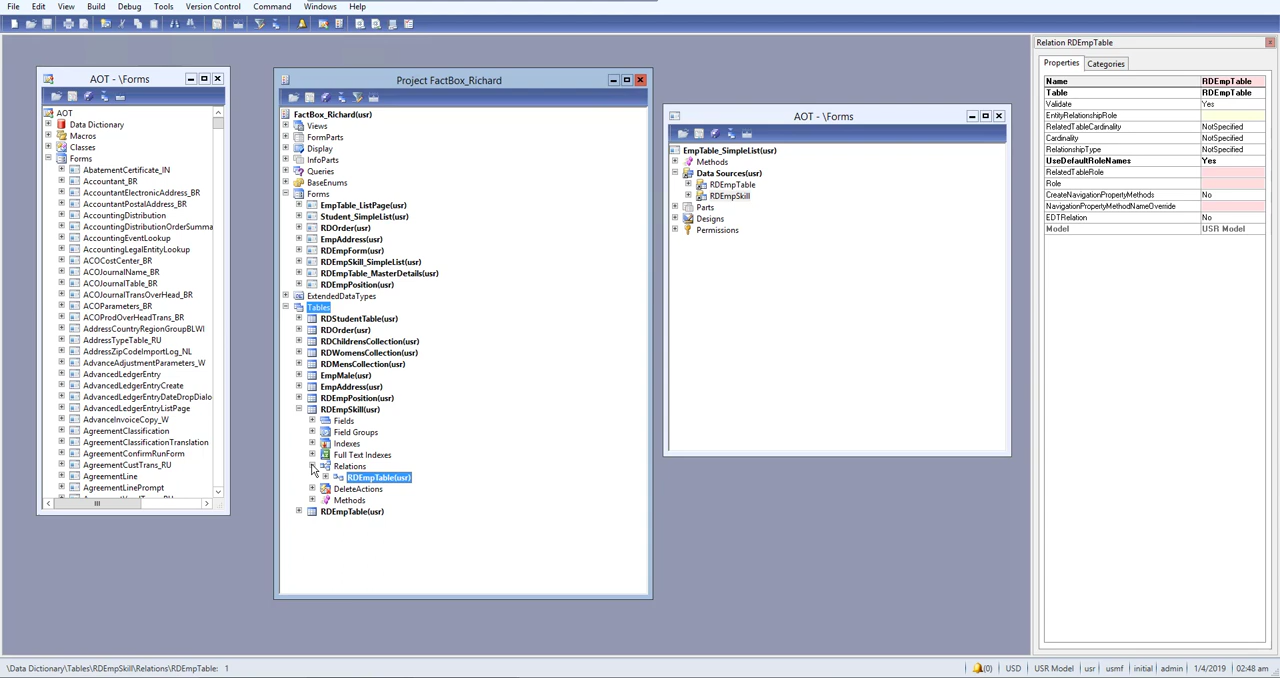 File Edit View Build Debug Tools Version Control Command Windows Help
AOT - \Forms
AOT
Data Dictionary
Macros
Classes
Forms
AbatementCertificate_IN
Accountant_BR
AccountantElectronicAddress_BR
AccountantPostalAddress_BR
AccountingDistribution
AccountingDistributionOrderSumma
AccountingEventLookup
AccountingLegalEntityLookup
ACOCostCenter_BR
ACOJournalName_BR
ACOJournalTable_BR
ACOJournalTransOverHead_BR
ACOParameters_BR
ACOProdOverHeadTrans_BR
AddressCountryRegionGroupBLWI
AddressTypeTable_RU
AddressZipCodeImportLog_NL
AdvanceAdjustmentParameters_W
AdvancedLedgerEntry
AdvancedLedgerEntryCreate
AdvancedLedgerEntryDateDropDialo
AdvancedLedgerEntryListPage
AdvanceInvoiceCopy_W
AgreementClassification
AgreementClassificationTranslation
AgreementConfirmRunForm
AgreementCustTrans_RU
AgreementLine
AgreementLinePrompt
Project FactBox_Richard
FactBox_Richard(usr)
Views
FormParts
Display
InfoParts
Queries
BaseEnums
Forms
EmpTable_ListPage(usr)
Student_SimpleList(usr)
RDOrder(usr)
EmpAddress(usr)
RDEmpForm(usr)
RDEmpSkill_SimpleList(usr)
RDEmpTable_MasterDetails(usr)
RDEmpPosition(usr)
ExtendedDataTypes
Tables
RDStudentTable(usr)
RDOrder(usr)
RDChildrensCollection(usr)
RDWomensCollection(usr)
RDMensCollection(usr)
EmpMale(usr)
EmpAddress(usr)
RDEmpPosition(usr)
RDEmpSkill(usr)
Fields
Field Groups
Indexes
Full Text Indexes
Relations
RDEmpTable(usr)
DeleteActions
Methods
RDEmpTable(usr)
AOT - \Forms
EmpTable_SimpleList(usr)
Methods
Data Sources(usr)
RDEmpTable
RDEmpSkill
Parts
Designs
Permissions
Relation RDEmpTable
Properties Categories
Name RDEmpTable
Table RDEmpTable
Validate Yes
EntityRelationshipRole
RelatedTableCardinality NotSpecified
Cardinality NotSpecified
RelationshipType NotSpecified
UseDefaultRoleNames Yes
RelatedTableRole
Role
CreateNavigationPropertyMethods No
NavigationPropertyMethodNameOverride
EDTRelation No
Model USR Model
\Data Dictionary\Tables\RDEmpSkill\Relations\RDEmpTable: 1
(0) USD USR Model usr usmf initial admin 1/4/2019 02:48 am